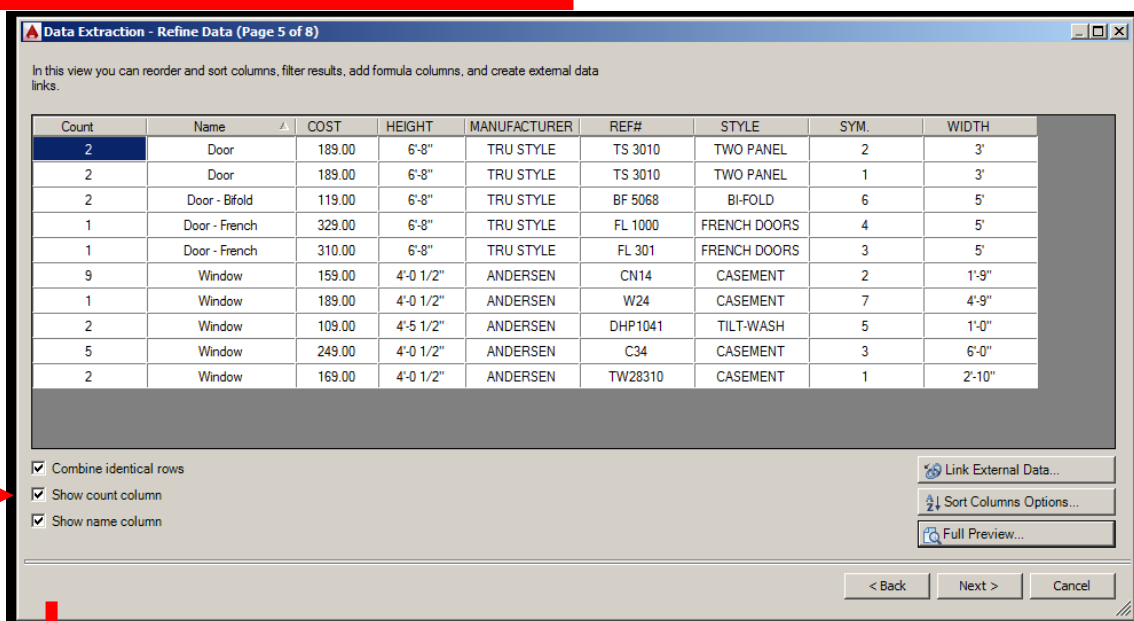 Data Extraction - Refine Data (Page 5 of 8)
In this view you can reorder and sort columns, filter results, add formula columns, and create external data
links.
Count Name COST HEIGHT MANUFACTURER REF# STYLE SYM. WIDTH
2 Door 189.00 6'-8" TRU STYLE TS 3010 TWO PANEL 2 3'
2 Door 189.00 6'-8" TRU STYLE TS 3010 TWO PANEL 1 3'
2 Door - Bifold 119.00 6'-8" TRU STYLE BF 5068 BI-FOLD 6 5'
1 Door - French 329.00 6'-8" TRU STYLE FL 1000 FRENCH DOORS 4 5'
1 Door - French 310.00 6'-8" TRU STYLE FL 301 FRENCH DOORS 3 5'
9 Window 159.00 4'-0 1/2" ANDERSEN CN14 CASEMENT 2 1'-9"
1 Window 189.00 4'-0 1/2" ANDERSEN W24 CASEMENT 7 4'-9"
2 Window 109.00 4'-5 1/2" ANDERSEN DHP1041 TILT-WASH 5 1'-0"
5 Window 249.00 4'-0 1/2" ANDERSEN C34 CASEMENT 3 6'-0"
2 Window 169.00 4'-0 1/2" ANDERSEN TW28310 CASEMENT 1 2'-10"
Combine identical rows
Show count column
Show name column
Link External Data...
Sort Columns Options...
Full Preview...
< Back Next > Cancel